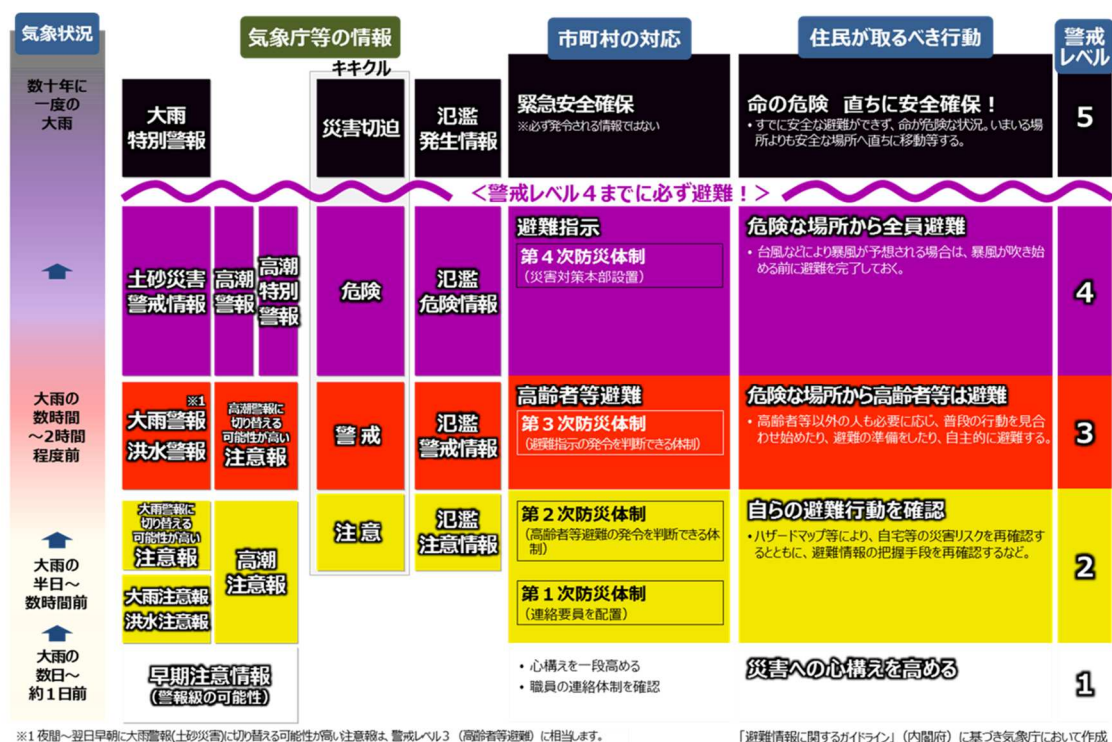 気象状況
気象庁等の情報
市町村の対応
住民が取るべき行動
警戒
レベル
キキクル
数十年に
一度の
大雨
大雨
特別警報
災害切迫
氾濫
発生情報
緊急安全確保
※必ず発令される情報ではない
命の危険 直ちに安全確保！
・すでに安全な避難ができず、命が危険な状況。いまいる場
所よりも安全な場所へ直ちに移動等する。
5
＜警戒レベル４までに必ず避難！＞
土砂災害
警戒情報
高潮
警報
高潮
特別
警報
危険
氾濫
危険情報
避難指示
第４次防災体制
（災害対策本部設置）
危険な場所から全員避難
・台風などにより暴風が予想される場合は、暴風が吹き始
める前に避難を完了しておく。
4
大雨の
数時間
～2時間
程度前
※1
大雨警報
洪水警報
高潮警報に
切り替える
可能性が高い
注意報
警戒
氾濫
警戒情報
高齢者等避難
第３次防災体制
（避難指示の発令を判断できる体制）
危険な場所から高齢者等は避難
・高齢者等以外の人も必要に応じ、普段の行動を見合
わせ始めたり、避難の準備をしたり、自主的に避難する。
3
大雨の
半日～
数時間前
大雨警報に
切り替える
可能性が高い
注意報
大雨注意報
洪水注意報
高潮
注意報
注意
氾濫
注意情報
第２次防災体制
（高齢者等避難の発令を判断できる体
制）
第１次防災体制
（連絡要員を配置）
自らの避難行動を確認
・ハザードマップ等により、自宅等の災害リスクを再確認す
るとともに、避難情報の把握手段を再確認するなど。
2
大雨の
数日～
約１日前
早期注意情報
（警報級の可能性）
・心構えを一段高める
・職員の連絡体制を確認
災害への心構えを高める
1
※1 夜間～翌日早朝に大雨警報(土砂災害)に切り替える可能性が高い注意報は、警戒レベル３（高齢者等避難）に相当します。
「避難情報に関するガイドライン」（内閣府）に基づき気象庁において作成